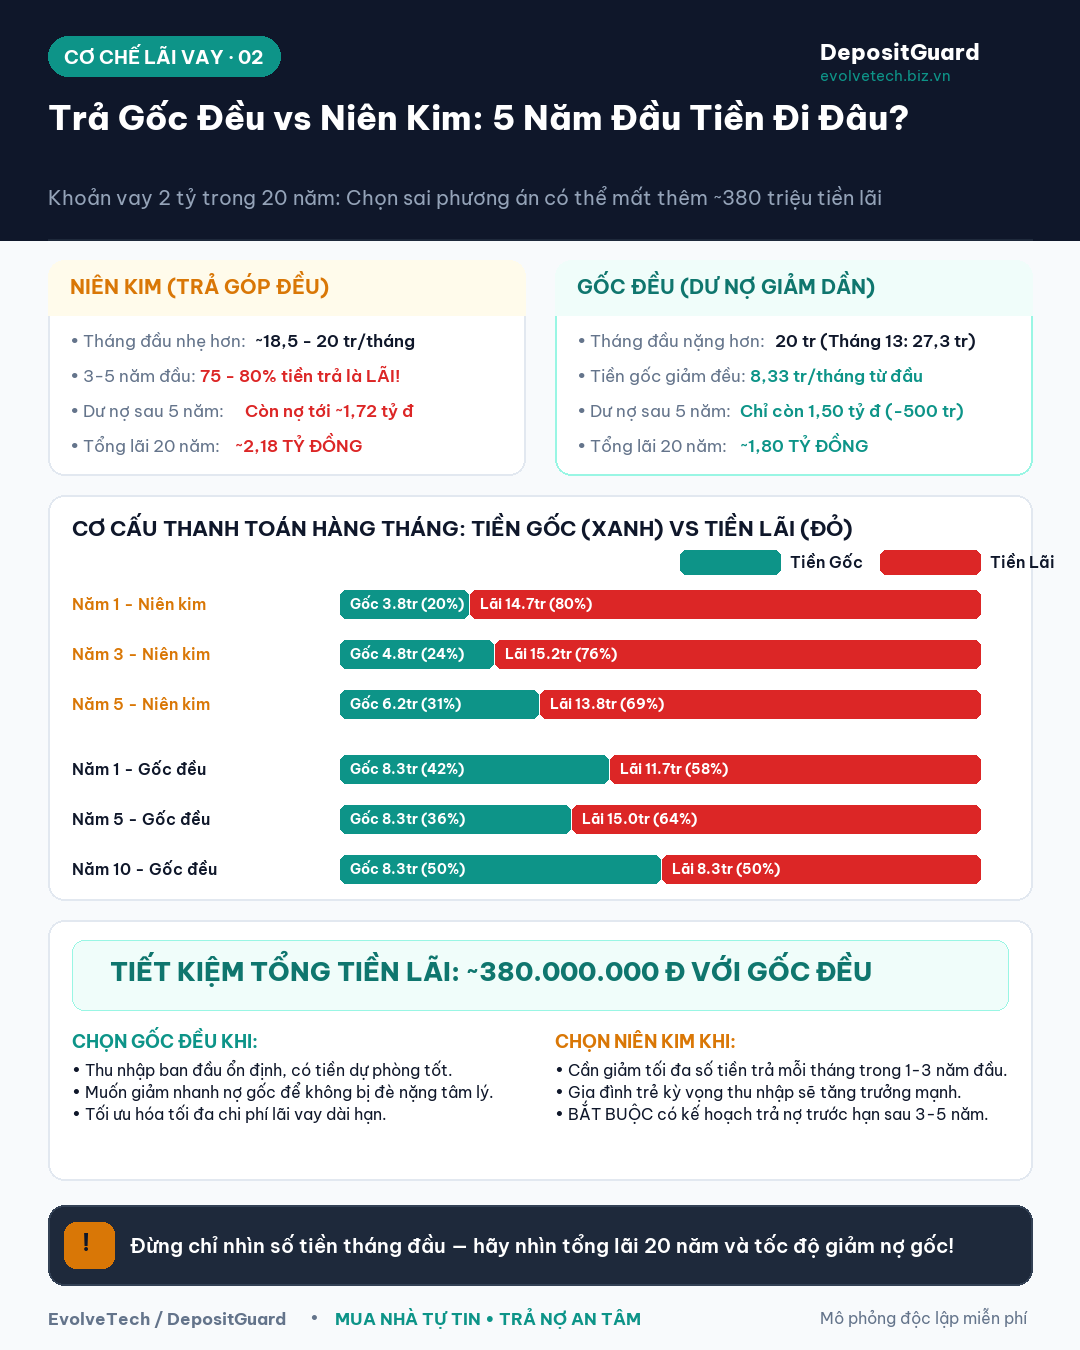 CƠ CHẾ LÃI VAY · 02
DepositGuard
evolvetech.biz.vn
Trả Gốc Đều vs Niên Kim: 5 Năm Đầu Tiền Đi Đâu?
Khoản vay 2 tỷ trong 20 năm: Chọn sai phương án có thể mất thêm ~380 triệu tiền lãi
NIÊN KIM (TRẢ GÓP ĐỀU)
• Tháng đầu nhẹ hơn: ~18,5 - 20 tr/tháng
• 3-5 năm đầu: 75 - 80% tiền trả là LÃI!
• Dư nợ sau 5 năm: Còn nợ tới ~1,72 tỷ đ
• Tổng lãi 20 năm: ~2,18 TỶ ĐỒNG
GỐC ĐỀU (DƯ NỢ GIẢM DẦN)
• Tháng đầu nặng hơn: 20 tr (Tháng 13: 27,3 tr)
• Tiền gốc giảm đều: 8,33 tr/tháng từ đầu
• Dư nợ sau 5 năm: Chỉ còn 1,50 tỷ đ (-500 tr)
• Tổng lãi 20 năm: ~1,80 TỶ ĐỒNG
CƠ CẤU THANH TOÁN HÀNG THÁNG: TIỀN GỐC (XANH) VS TIỀN LÃI (ĐỎ)
Tiền Gốc Tiền Lãi
Năm 1 - Niên kim Gốc 3.8tr (20%) Lãi 14.7tr (80%)
Năm 3 - Niên kim Gốc 4.8tr (24%) Lãi 15.2tr (76%)
Năm 5 - Niên kim Gốc 6.2tr (31%) Lãi 13.8tr (69%)
Năm 1 - Gốc đều Gốc 8.3tr (42%) Lãi 11.7tr (58%)
Năm 5 - Gốc đều Gốc 8.3tr (36%) Lãi 15.0tr (64%)
Năm 10 - Gốc đều Gốc 8.3tr (50%) Lãi 8.3tr (50%)
TIẾT KIỆM TỔNG TIỀN LÃI: ~380.000.000 Đ VỚI GỐC ĐỀU
CHỌN GỐC ĐỀU KHI:
• Thu nhập ban đầu ổn định, có tiền dự phòng tốt.
• Muốn giảm nhanh nợ gốc để không bị đè nặng tâm lý.
• Tối ưu hóa tối đa chi phí lãi vay dài hạn.
CHỌN NIÊN KIM KHI:
• Cần giảm tối đa số tiền trả mỗi tháng trong 1-3 năm đầu.
• Gia đình trẻ kỳ vọng thu nhập sẽ tăng trưởng mạnh.
• BẮT BUỘC có kế hoạch trả nợ trước hạn sau 3-5 năm.
! Đừng chỉ nhìn số tiền tháng đầu — hãy nhìn tổng lãi 20 năm và tốc độ giảm nợ gốc!
EvolveTech / DepositGuard • MUA NHÀ TỰ TIN • TRẢ NỢ AN TÂM Mô phỏng độc lập miễn phí